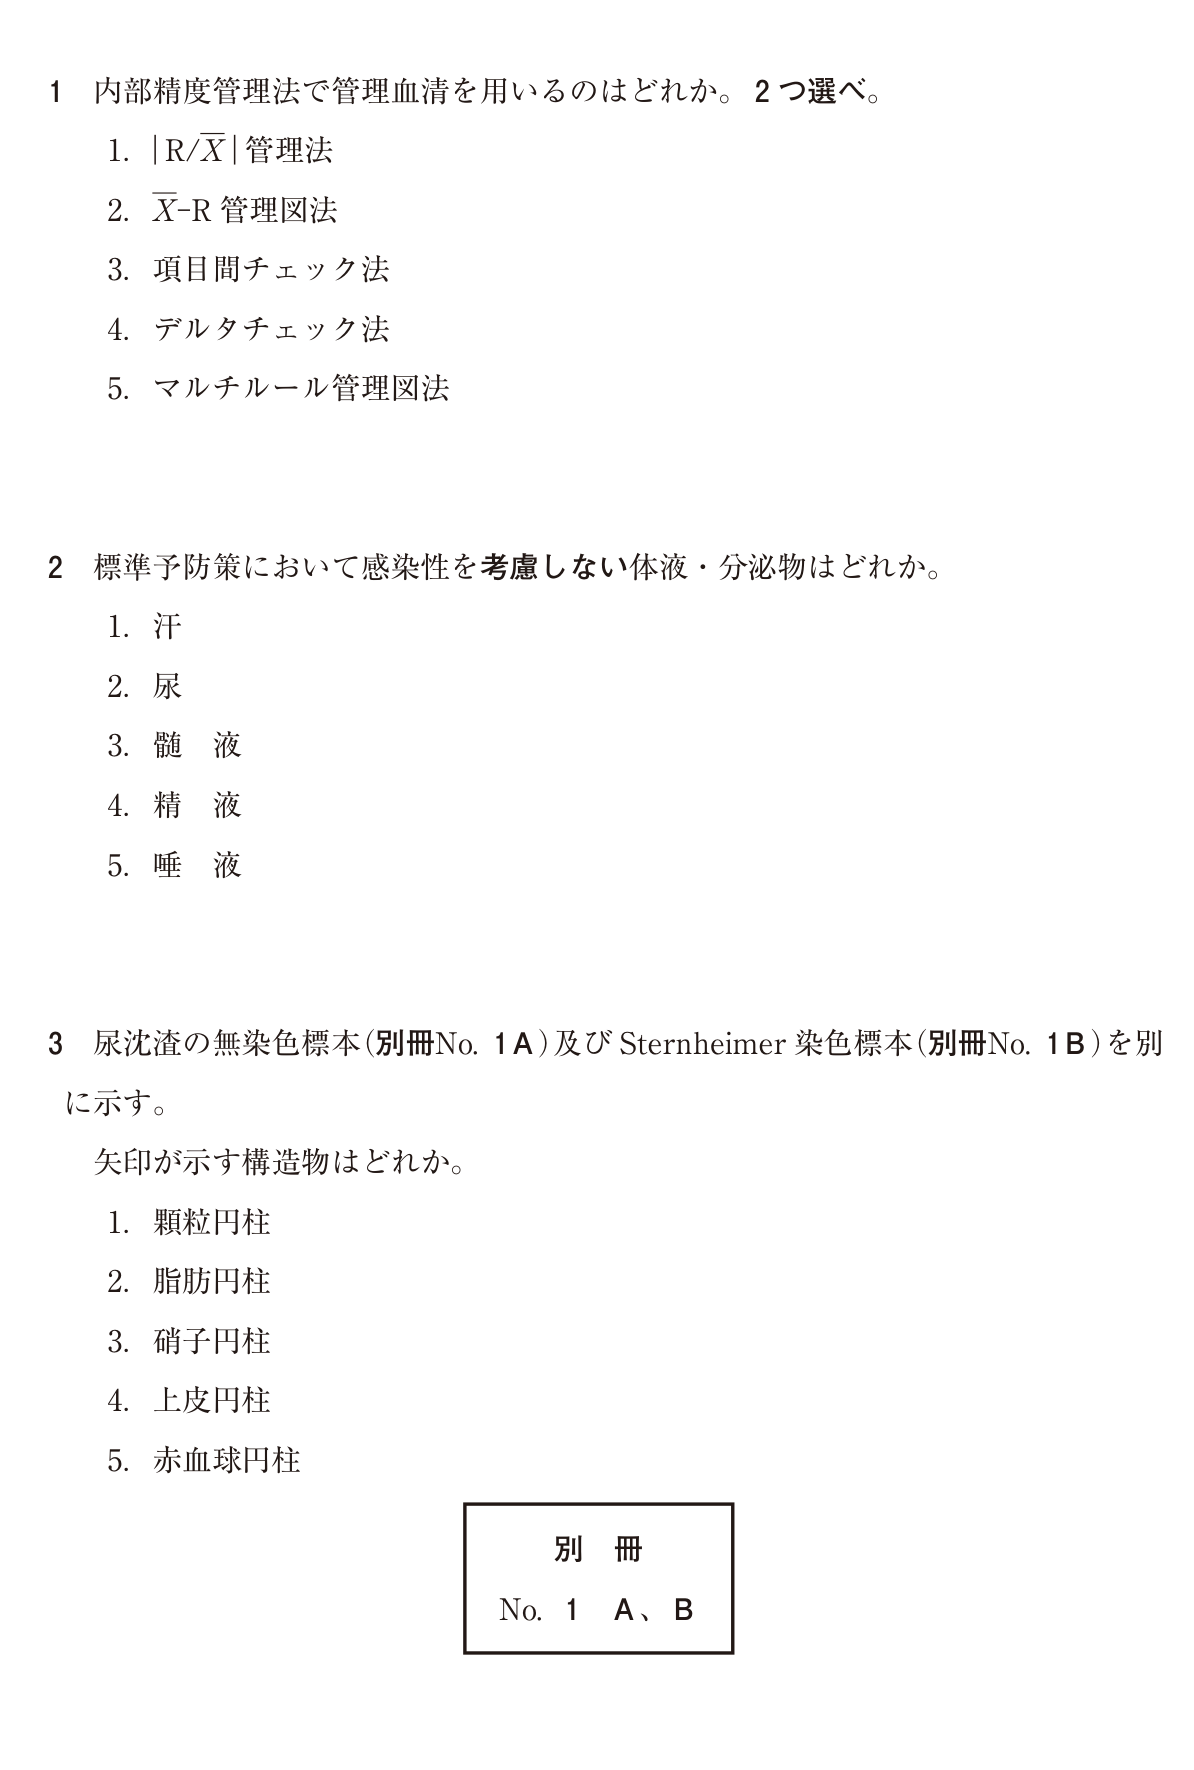 1 内部精度管理法で管理血清を用いるのはどれか。2つ選べ。
1. |R/X̅|管理法
2. X̅-R 管理図法
3. 項目間チェック法
4. デルタチェック法
5. マルチルール管理図法
2 標準予防策において感染性を考慮しない体液・分泌物はどれか。
1. 汗
2. 尿
3. 髄 液
4. 精 液
5. 唾 液
3 尿沈渣の無染色標本(別冊No. 1A)及び Sternheimer 染色標本(別冊No. 1B)を別
に示す。
矢印が示す構造物はどれか。
1. 顆粒円柱
2. 脂肪円柱
3. 硝子円柱
4. 上皮円柱
5. 赤血球円柱
別 冊
No. 1 A、B